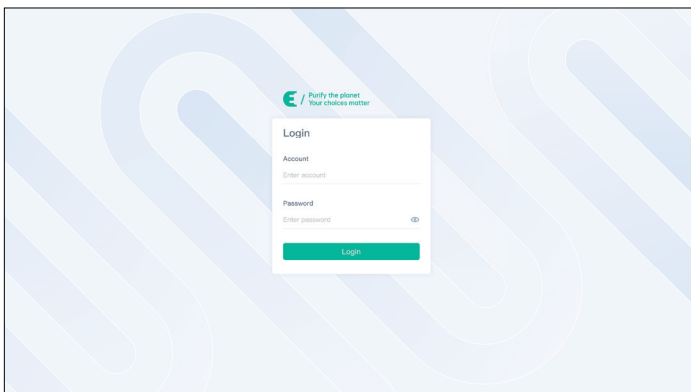 Purify the planet
Your choices matter
Login
Account
Enter account
Password
Enter password
Login